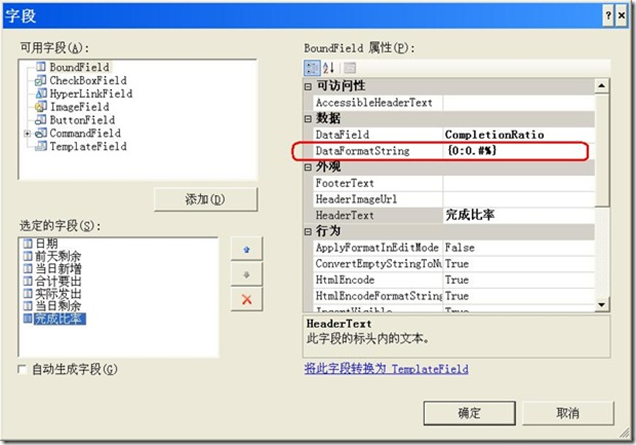 字段
可用字段(A):
BoundField
CheckBoxField
HyperLinkField
ImageField
ButtonField
CommandField
TemplateField
添加(D)
选定的字段(S):
日期
前天剩余
当日新增
合计要出
实际发出
当日剩余
完成比率
自动生成字段(G)
BoundField 属性(P):
可访问性
AccessibleHeaderText
数据
DataField CompletionRatio
DataFormatString {0:0.#%}
外观
FooterText
HeaderImageUrl
HeaderText 完成比率
行为
ApplyFormatInEditMode False
ConvertEmptyStringToNu True
HtmlEncode True
HtmlEncodeFormatString True
InsertVisible True
HeaderText
此字段的标头内的文本。
将此字段转换为 TemplateField
确定 取消